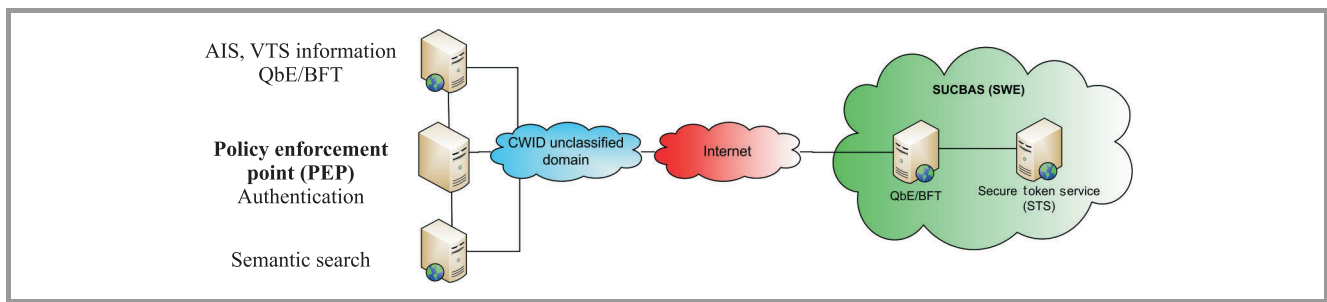 AIS, VTS information
QbE/BFT
Policy enforcement
point (PEP)
Authentication
Semantic search
CWID unclassified
domain
Internet
SUCBAS (SWE)
QbE/BFT
Secure token service
(STS)